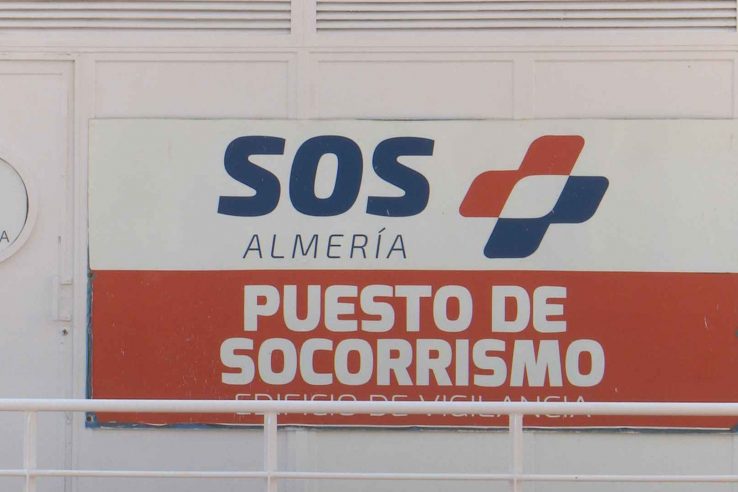 SOS
ALMERÍA
PUESTO DE
SOCORRISMO
EDIFICIO DE VIGILANCIA
A